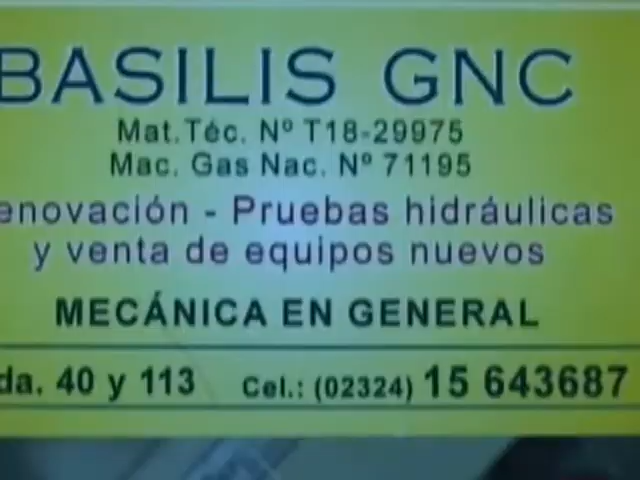 BASILIS GNC
Mat.Téc. Nº T18-29975
Mac. Gas Nac. Nº 71195
enovación - Pruebas hidráulicas
y venta de equipos nuevos
MECÁNICA EN GENERAL
da. 40 y 113 Cel.: (02324) 15 643687